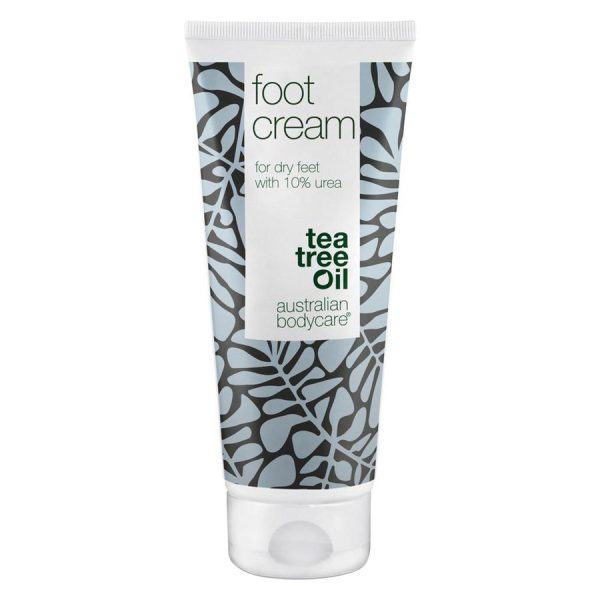 foot
cream
for dry feet
with 10% urea
tea
tree
oil
australian
bodycare®